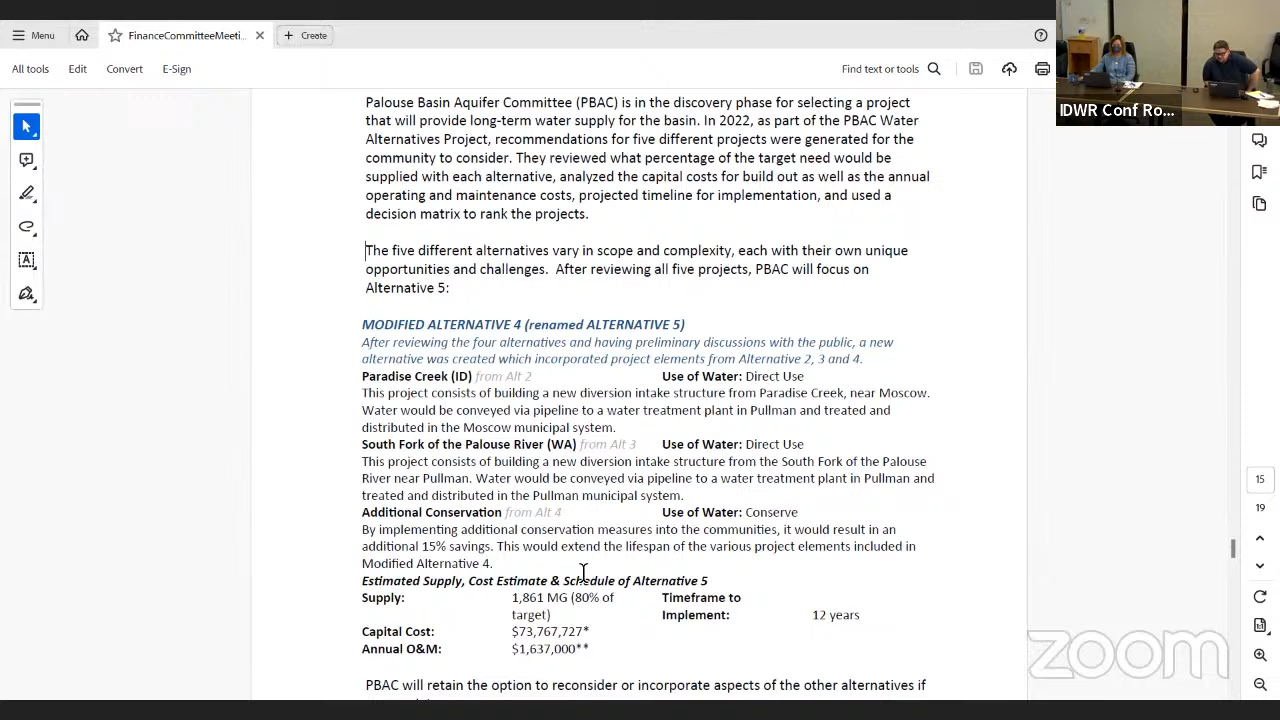 Menu
FinanceCommitteeMeeti...
Create
All tools Edit Convert E-Sign
Find text or tools
IDWR Conf Ro...
Palouse Basin Aquifer Committee (PBAC) is in the discovery phase for selecting a project
that will provide long-term water supply for the basin. In 2022, as part of the PBAC Water
Alternatives Project, recommendations for five different projects were generated for the
community to consider. They reviewed what percentage of the target need would be
supplied with each alternative, analyzed the capital costs for build out as well as the annual
operating and maintenance costs, projected timeline for implementation, and used a
decision matrix to rank the projects.
The five different alternatives vary in scope and complexity, each with their own unique
opportunities and challenges. After reviewing all five projects, PBAC will focus on
Alternative 5:
MODIFIED ALTERNATIVE 4 (renamed ALTERNATIVE 5)
After reviewing the four alternatives and having preliminary discussions with the public, a new
alternative was created which incorporated project elements from Alternative 2, 3 and 4.
Paradise Creek (ID) from Alt 2 Use of Water: Direct Use
This project consists of building a new diversion intake structure from Paradise Creek, near Moscow.
Water would be conveyed via pipeline to a water treatment plant in Pullman and treated and
distributed in the Moscow municipal system.
South Fork of the Palouse River (WA) from Alt 3 Use of Water: Direct Use
This project consists of building a new diversion intake structure from the South Fork of the Palouse
River near Pullman. Water would be conveyed via pipeline to a water treatment plant in Pullman and
treated and distributed in the Pullman municipal system.
Additional Conservation from Alt 4 Use of Water: Conserve
By implementing additional conservation measures into the communities, it would result in an
additional 15% savings. This would extend the lifespan of the various project elements included in
Modified Alternative 4.
Estimated Supply, Cost Estimate & Schedule of Alternative 5
Supply: 1,861 MG (80% of Timeframe to
target) Implement: 12 years
Capital Cost: $73,767,727*
Annual O&M: $1,637,000**
PBAC will retain the option to reconsider or incorporate aspects of the other alternatives if
15
19
zoom